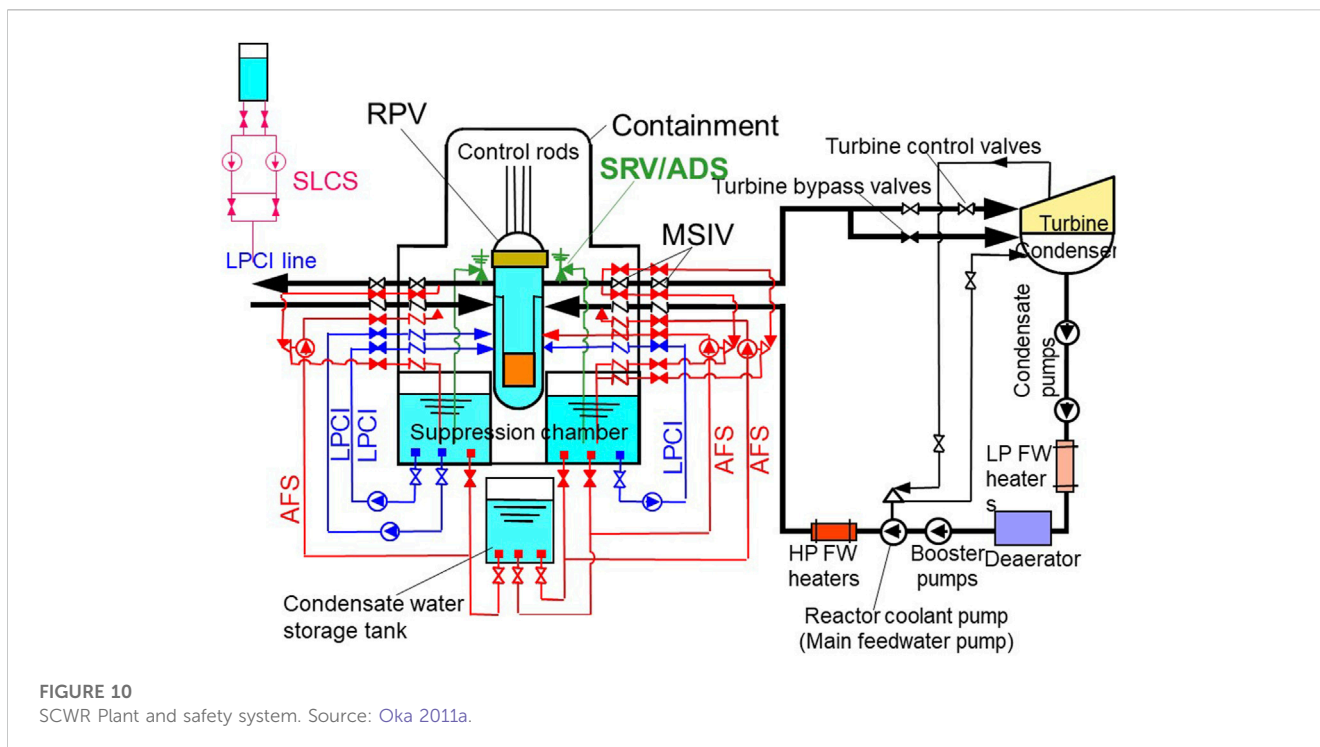 RPV
Containment
Control rods
SRV/ADS
Turbine control valves
Turbine bypass valves
SLCS
MSIV
Turbine
Condenser
LPCI line
Condensate
pumps
LPCI
LPCI
Suppression chamber
LPCI
AFS
AFS
AFS
LP FW
heater
s
HP FW
heaters
Booster
pumps
Deaerator
Condensate water
storage tank
Reactor coolant pump
(Main feedwater pump)
FIGURE 10
SCWR Plant and safety system. Source: Oka 2011a.